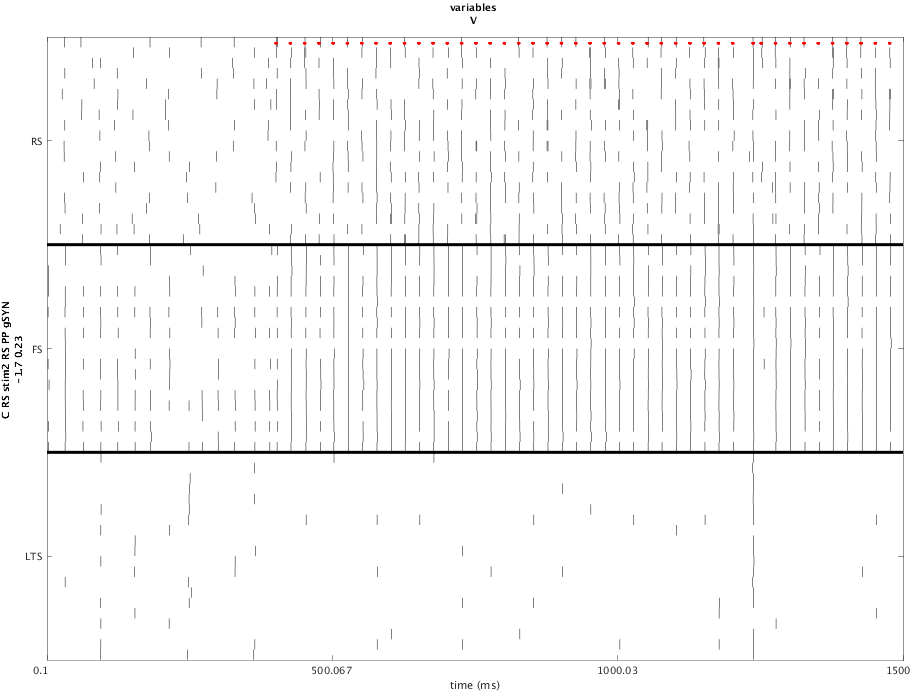 variables
V
C RS stim2 RS PP gSYN
-1.7 0.23
RS
FS
LTS
0.1
500.067
1000.03
1500
time (ms)